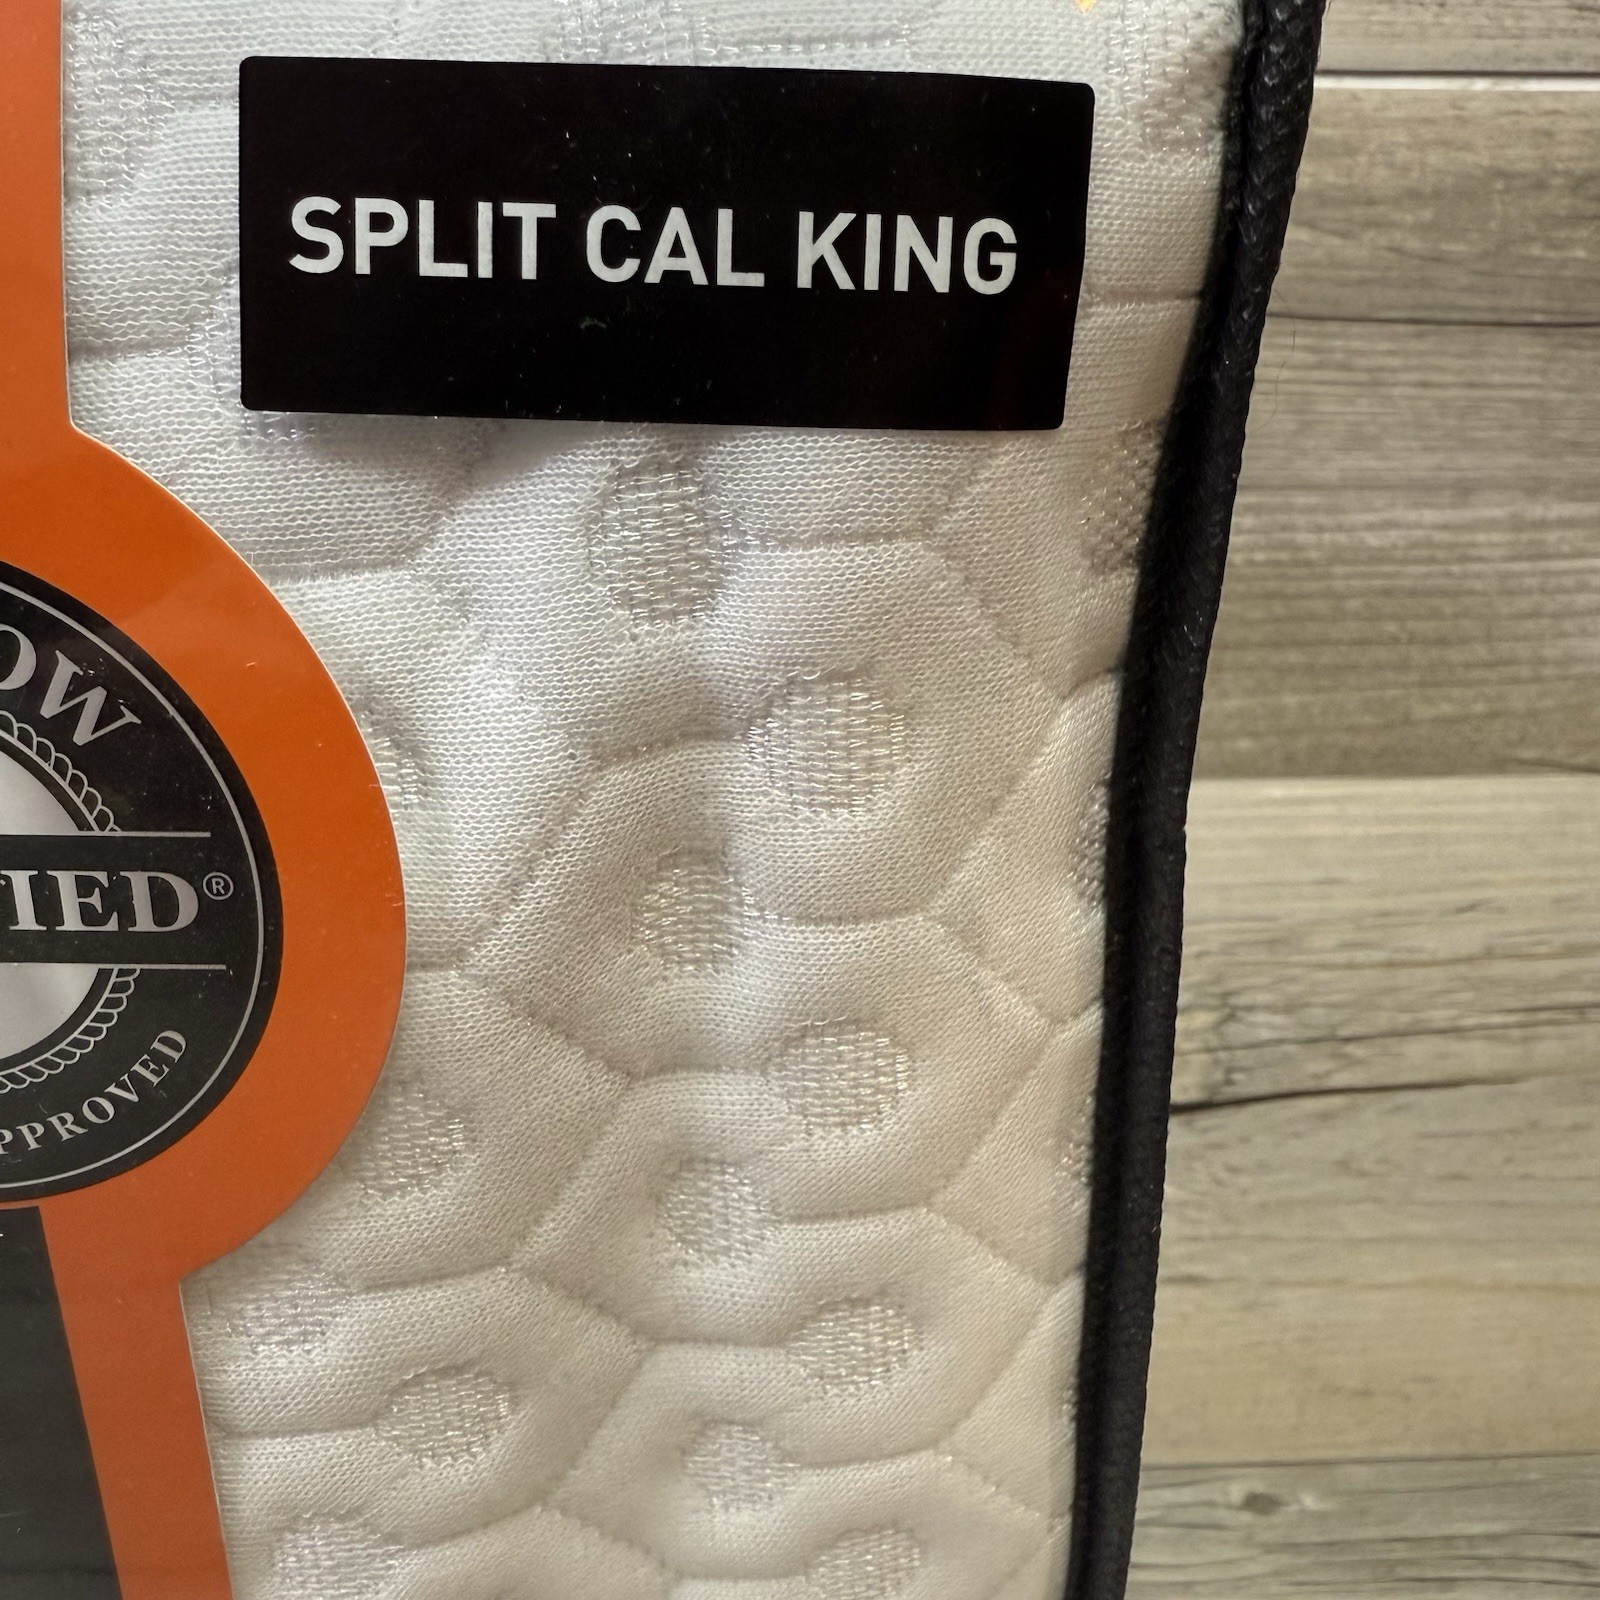 SPLIT CAL KING
OW
IED®
PPROVED